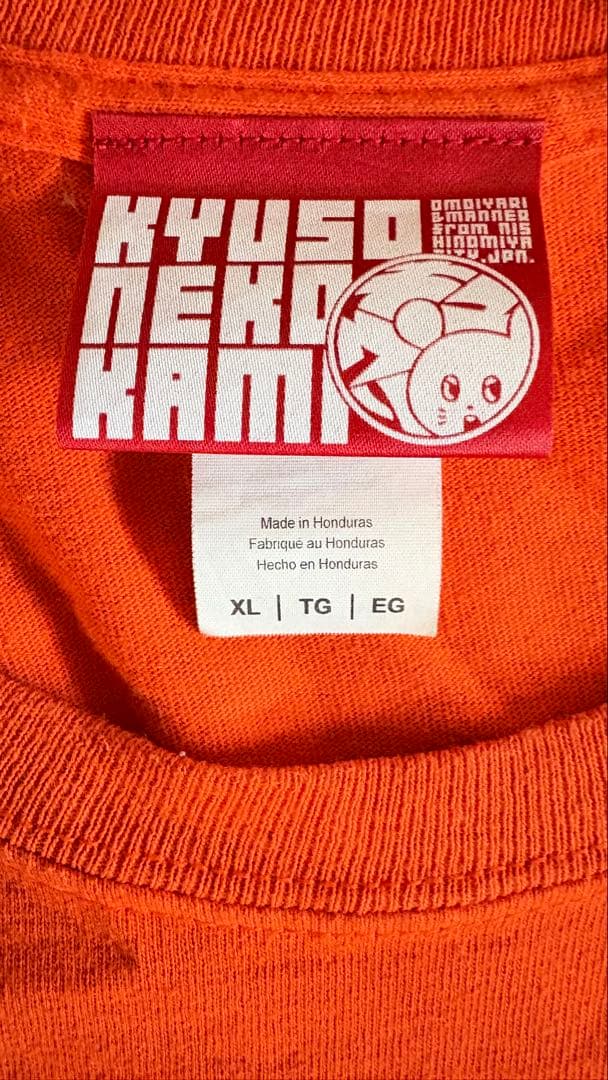 KYUSO
NEKO
KAMI
OMOIYARI
&MANNER
from NIS
HINOMIYA
CITY.JPN.
Made in Honduras
Fabriqué au Honduras
Hecho en Honduras
XL | TG | EG